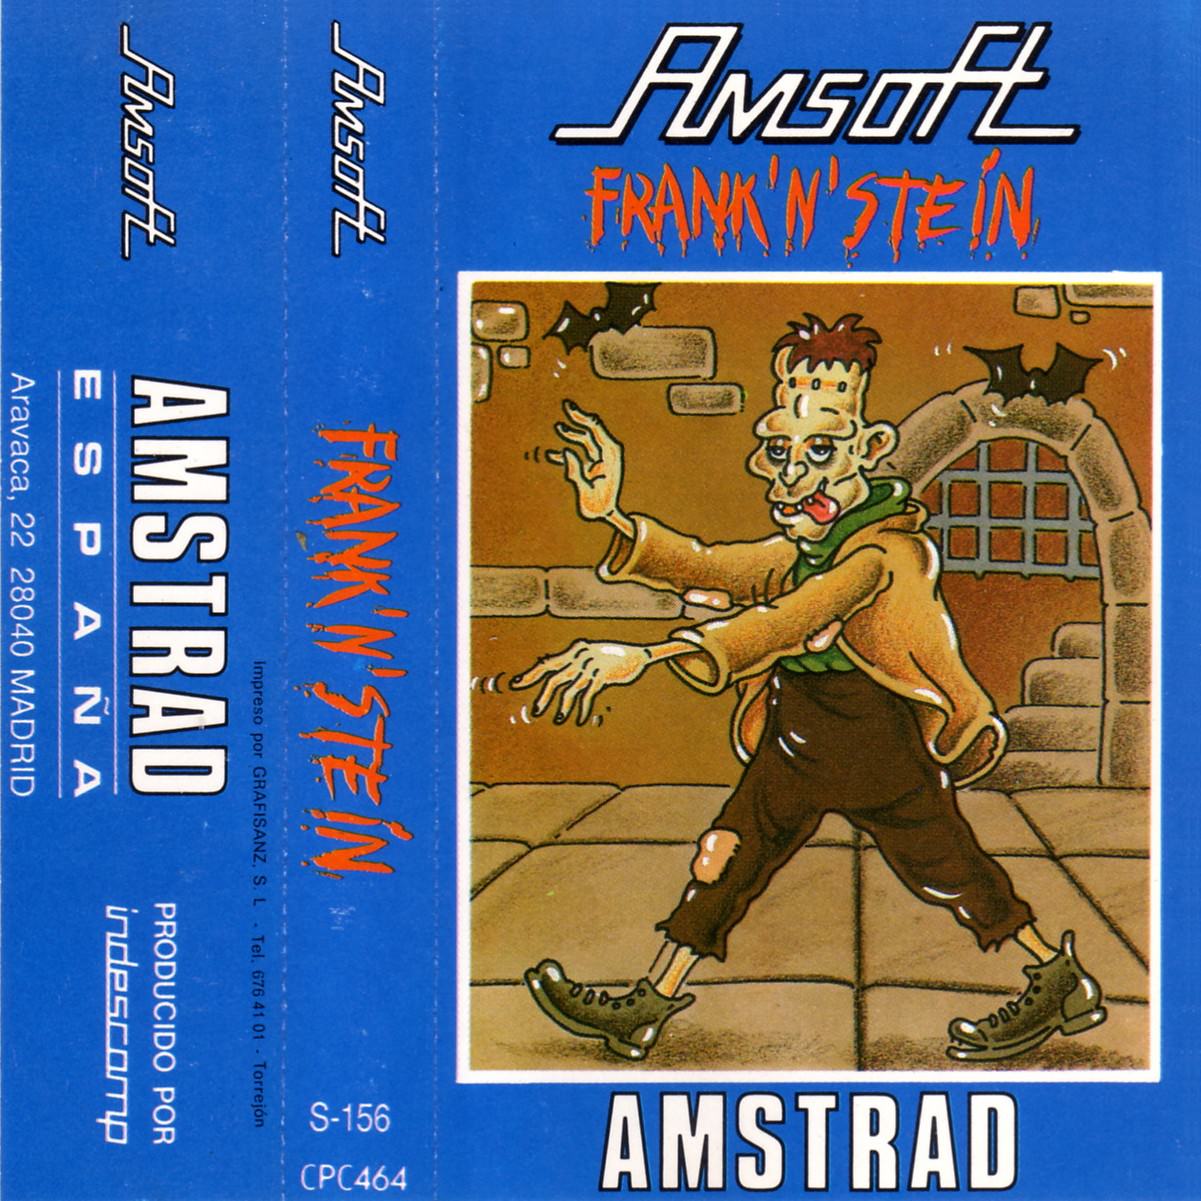 Amsoft
FRANK'N'STEIN
AMSTRAD
Amsoft
FRANK'N'STEIN
S-156
CPC464
Amsoft
AMSTRAD
ESPAÑA
Aravaca, 22 28040 MADRID
Impreso por GRAFISANZ, S. L. - Tel. 676 41 01 - Torrejón
PRODUCIDO POR
indescomp